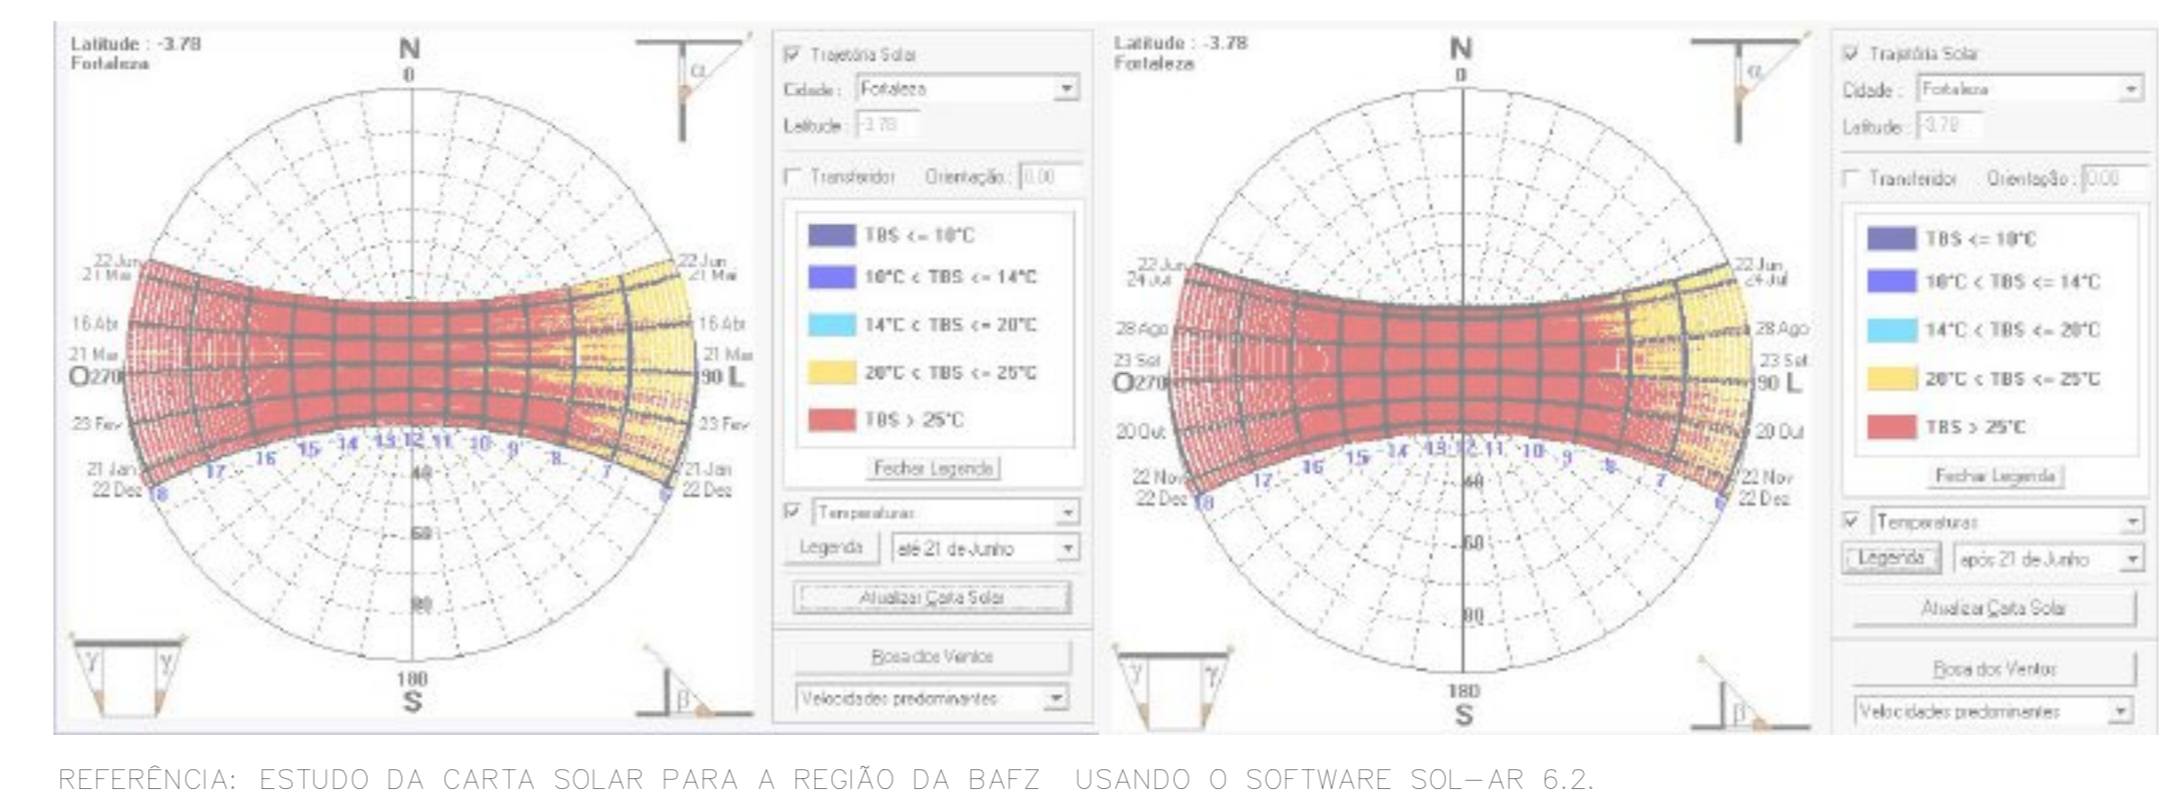 Latitude : -3.78
Fortaleza
N
0
α
22 Jun
21 Mai
16 Abr
21 Mar
O270
23 Fev
21 Jan
22 Dez
22 Jun
21 Mai
16 Abr
21 Mar
90 L
23 Fev
21 Jan
22 Dez
18 17 16 15 14 13 12 11 10 9 8 7 6
40
60
80
180
S
γ γ
β
Trajetória Solar
Cidade : Fortaleza
Latitude : -3.78
Transferidor Orientação : 0.00
TBS <= 10°C
10°C < TBS <= 14°C
14°C < TBS <= 20°C
20°C < TBS <= 25°C
TBS > 25°C
Fechar Legenda
Temperaturas
Legenda até 21 de Junho
Atualizar Carta Solar
Rosa dos Ventos
Velocidades predominantes
Latitude : -3.78
Fortaleza
N
0
α
22 Jun
24 Jul
28 Ago
23 Set
O270
20 Out
22 Nov
22 Dez
22 Jun
24 Jul
28 Ago
23 Set
90 L
20 Out
22 Nov
22 Dez
18 17 16 15 14 13 12 11 10 9 8 7 6
40
60
80
180
S
γ γ
β
Trajetória Solar
Cidade : Fortaleza
Latitude : -3.78
Transferidor Orientação : 0.00
TBS <= 10°C
10°C < TBS <= 14°C
14°C < TBS <= 20°C
20°C < TBS <= 25°C
TBS > 25°C
Fechar Legenda
Temperaturas
Legenda após 21 de Junho
Atualizar Carta Solar
Rosa dos Ventos
Velocidades predominantes
REFERÊNCIA: ESTUDO DA CARTA SOLAR PARA A REGIÃO DA BAFZ USANDO O SOFTWARE SOL-AR 6.2.